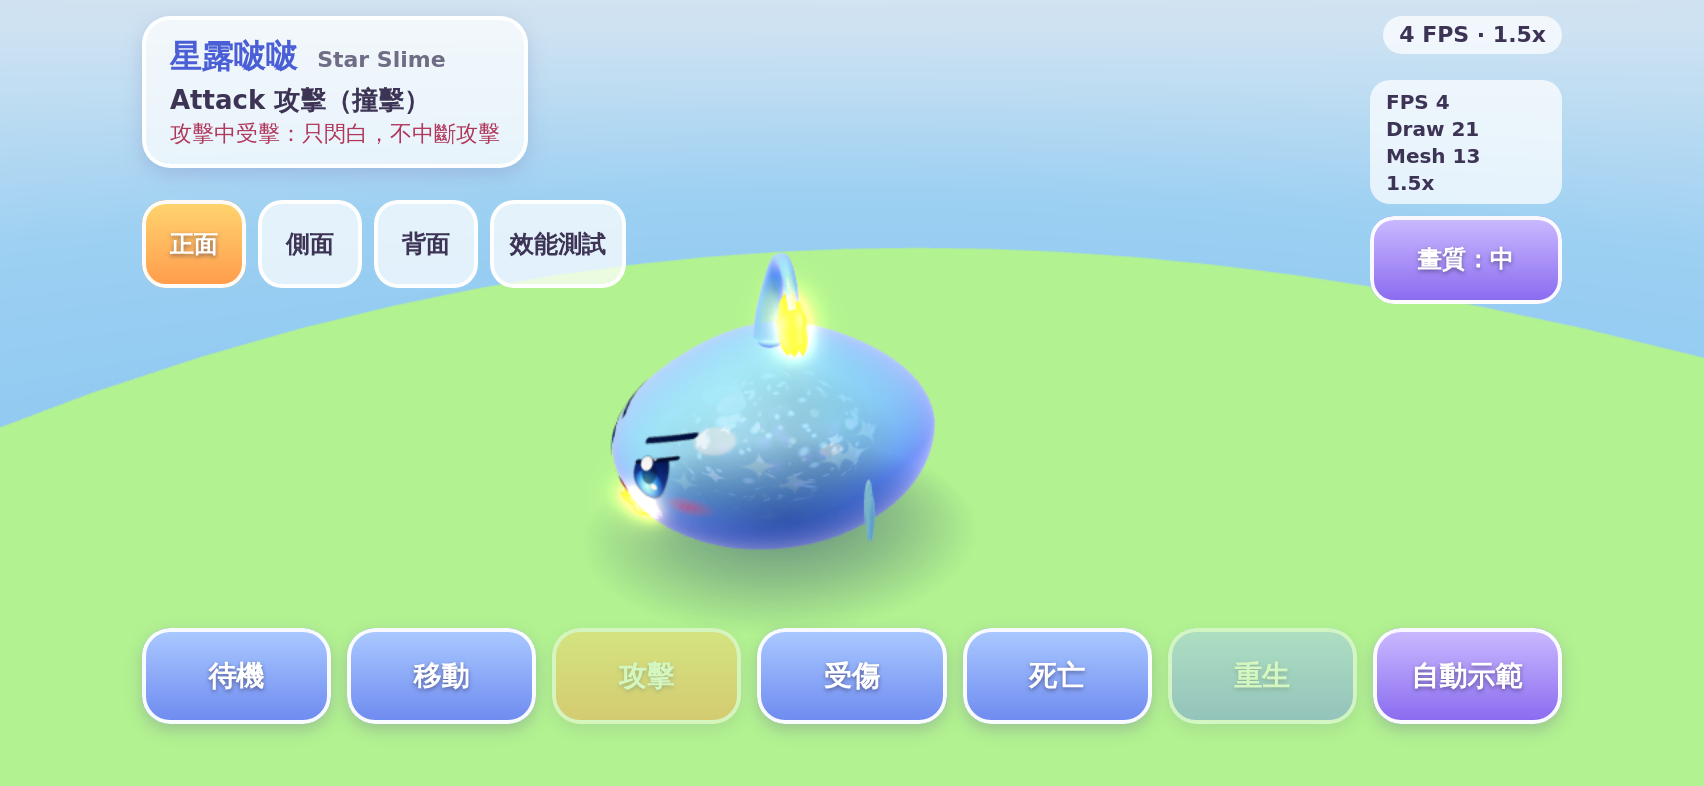 星露啵啵 Star Slime
Attack 攻擊（撞擊）
攻擊中受擊：只閃白，不中斷攻擊
4 FPS · 1.5x
FPS 4
Draw 21
Mesh 13
1.5x
正面 側面 背面 效能測試
畫質：中
待機 移動 攻擊 受傷 死亡 重生 自動示範